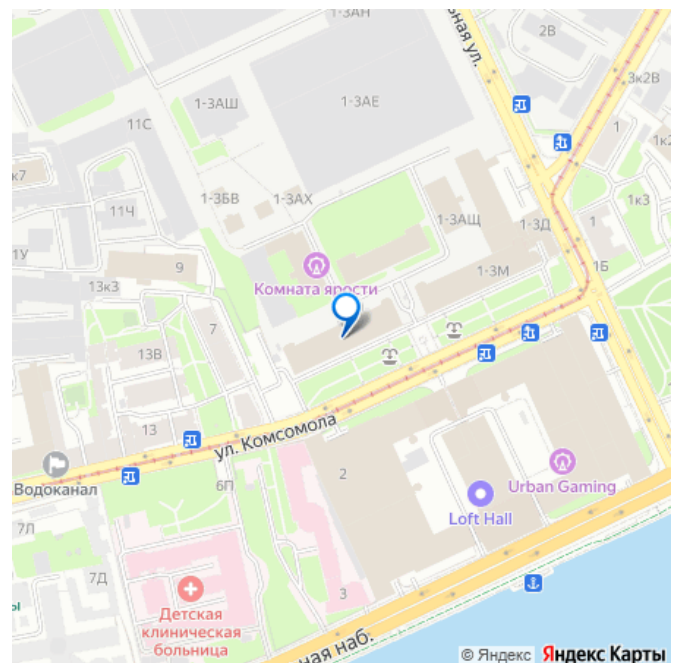 1-3АН
ьная ул.
2В
3к2В
1-3АШ
1-3АЕ
11С
1
1к2
к7
1-3БВ
1-3АХ
1к3
11Ч
1-3АЩ
1-3Д
1
1У
9
1-3М
1Б
13к3
Комната ярости
7
13В
13
ул. Комсомола
Водоканал
6П
2
Urban Gaming
Loft Hall
7Л
7Д
3
ы
Детская
клиническая
больница
ная наб.
© Яндекс Яндекс Карты